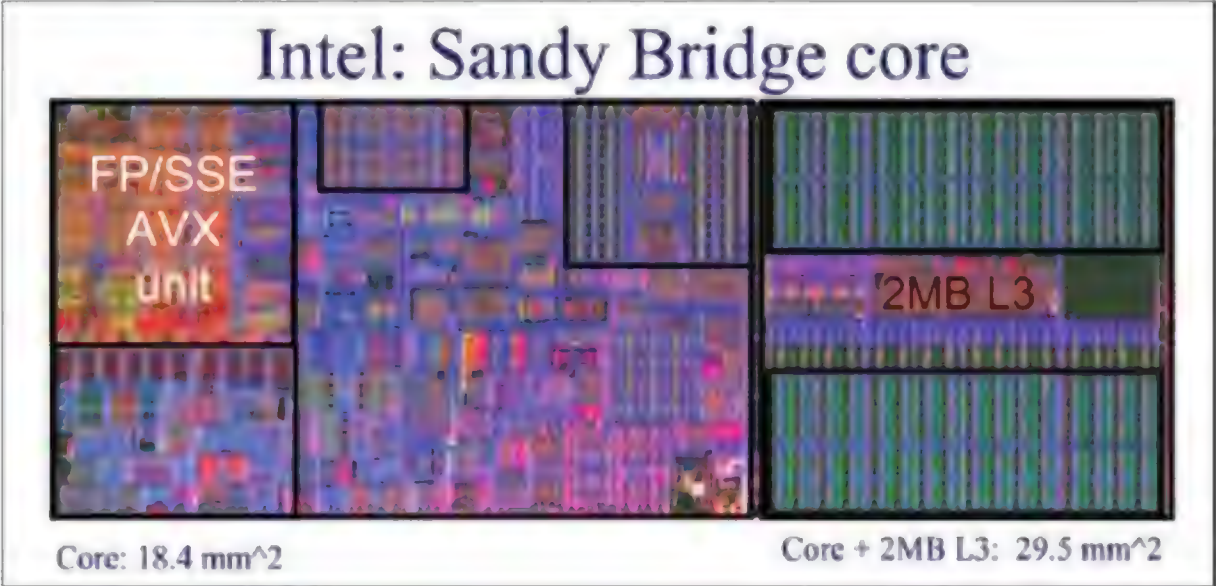 Intel: Sandy Bridge core
FP/SSE
AVX
unit
2MB L3
Core: 18.4 mm^2
Core + 2MB L3: 29.5 mm^2